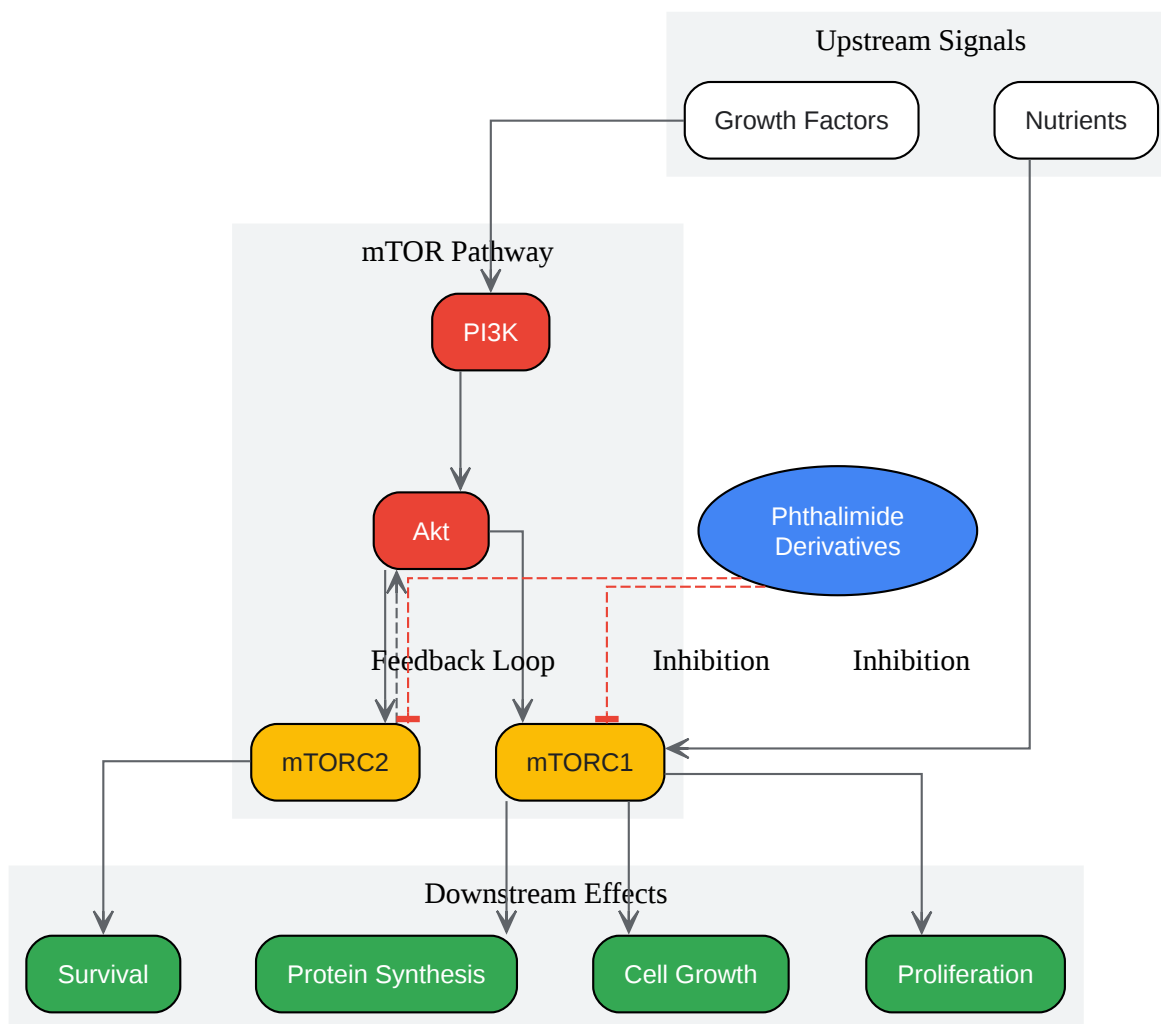 Upstream Signals
Growth Factors
Nutrients
mTOR Pathway
PI3K
Akt
Phthalimide
Derivatives
Feedback Loop
Inhibition
Inhibition
mTORC2
mTORC1
Downstream Effects
Survival
Protein Synthesis
Cell Growth
Proliferation